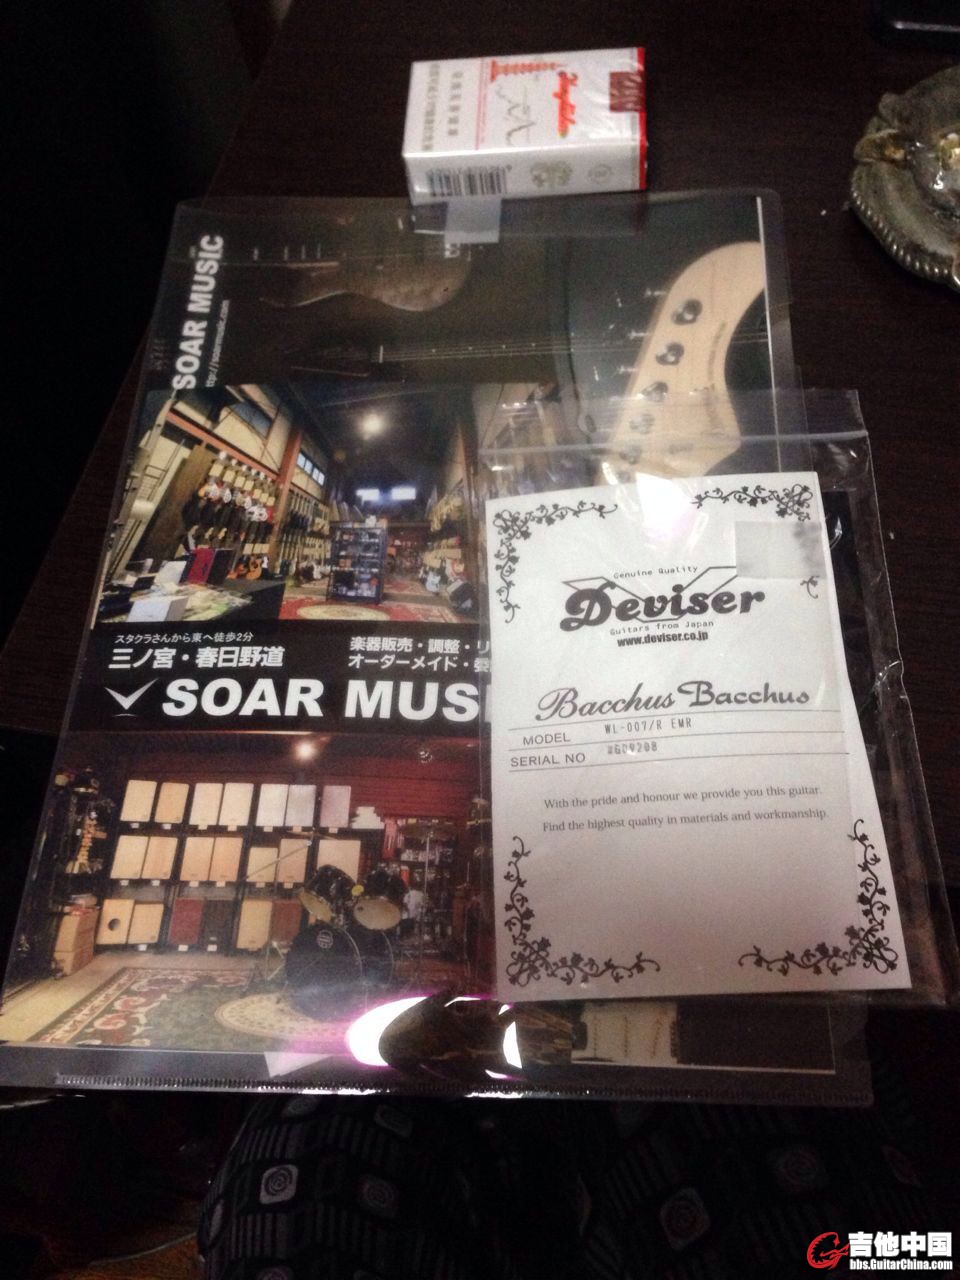 SOAR MUSIC
スタクラさんから東へ徒歩2分
三ノ宮・春日野道
楽器販売・調整・リ
オーダーメイド・委
SOAR MUS
Genuine Quality
Deviser
Guitars from Japan
www.deviser.co.jp
Bacchus Bacchus
MODEL WL-007/R EMR
SERIAL NO #G09208
With the pride and honour we provide you this guitar.
Find the highest quality in materials and workmanship.
吉他中国
bbs.GuitarChina.com